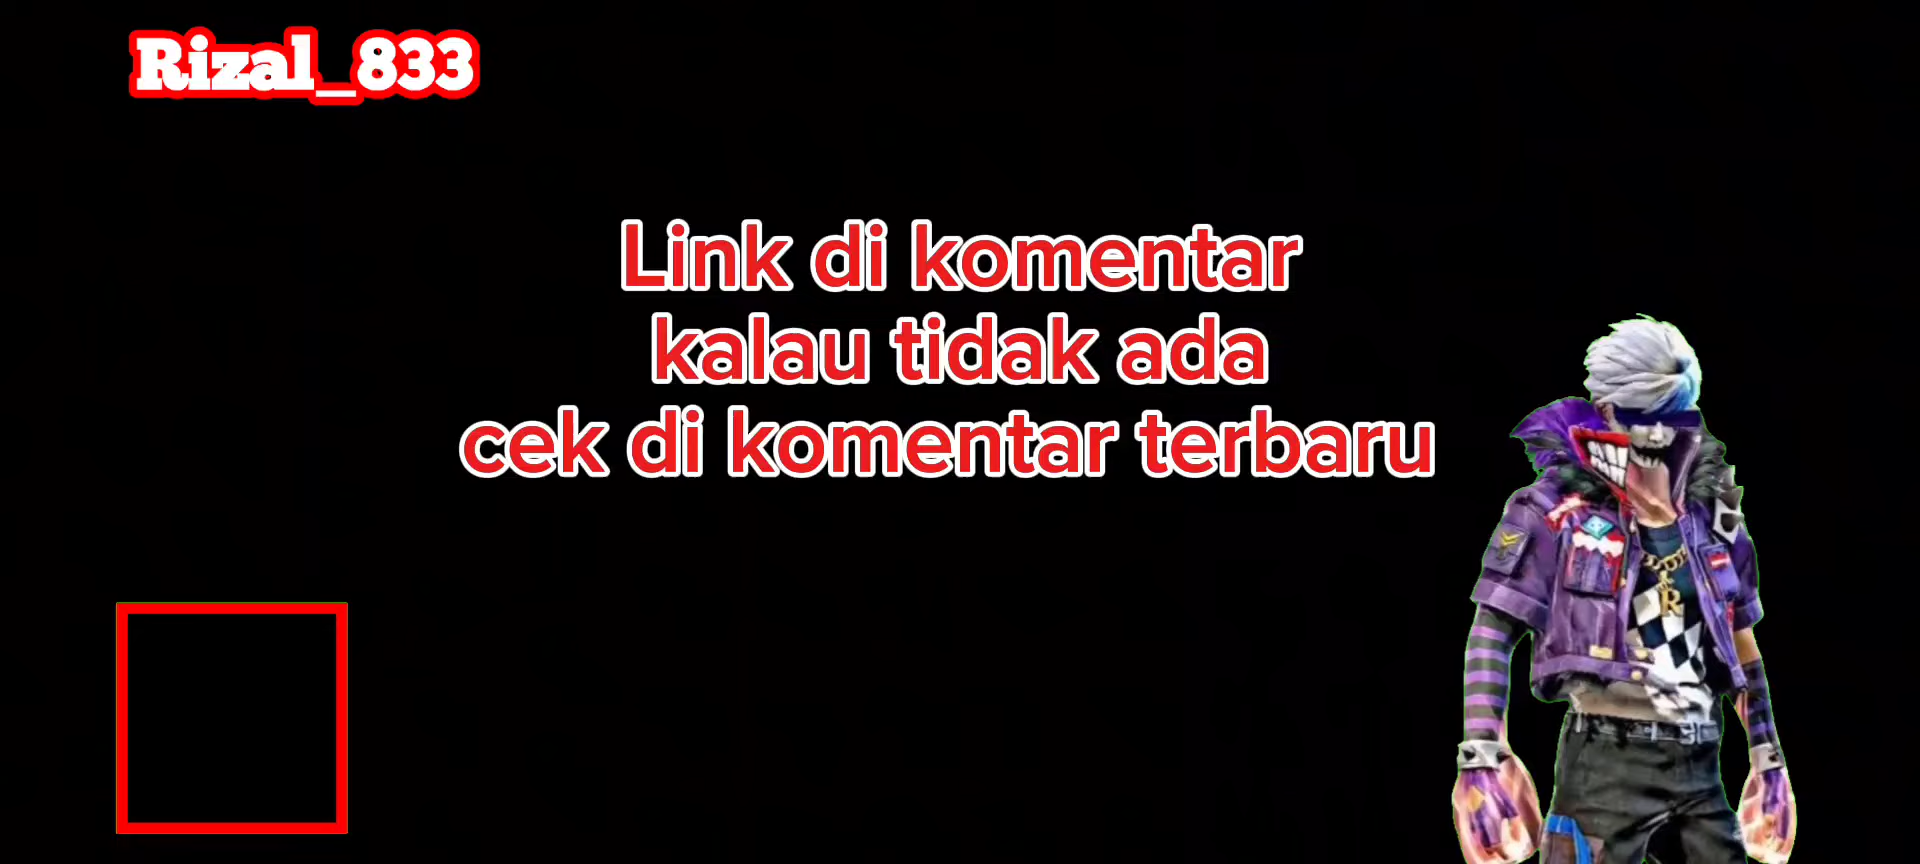 Rizal_833
Link di komentar
kalau tidak ada
cek di komentar terbaru
R